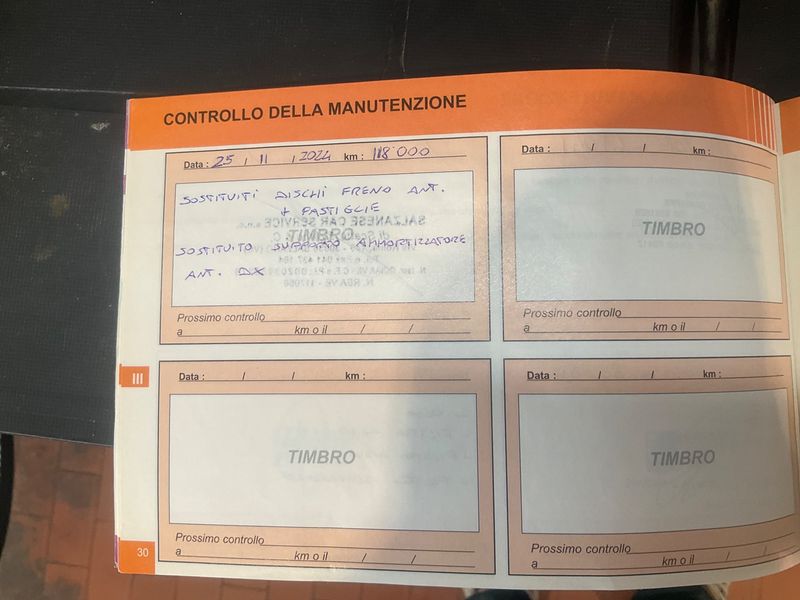 CONTROLLO DELLA MANUTENZIONE
Data : 25 / 11 / 2024 km : 118'000
SOSTITUITI DISCHI FRENO ANT.
+ PASTIGLIE
TIMBRO
SOSTITUITO SUPPORTO AMMORTIZZATORE
ANT. DX
Prossimo controllo
a km o il / /
Data : / / km :
TIMBRO
Prossimo controllo
a km o il / /
III
Data : / / km :
TIMBRO
Prossimo controllo
a km o il / /
Data : / / km :
TIMBRO
Prossimo controllo
a km o il / /
30